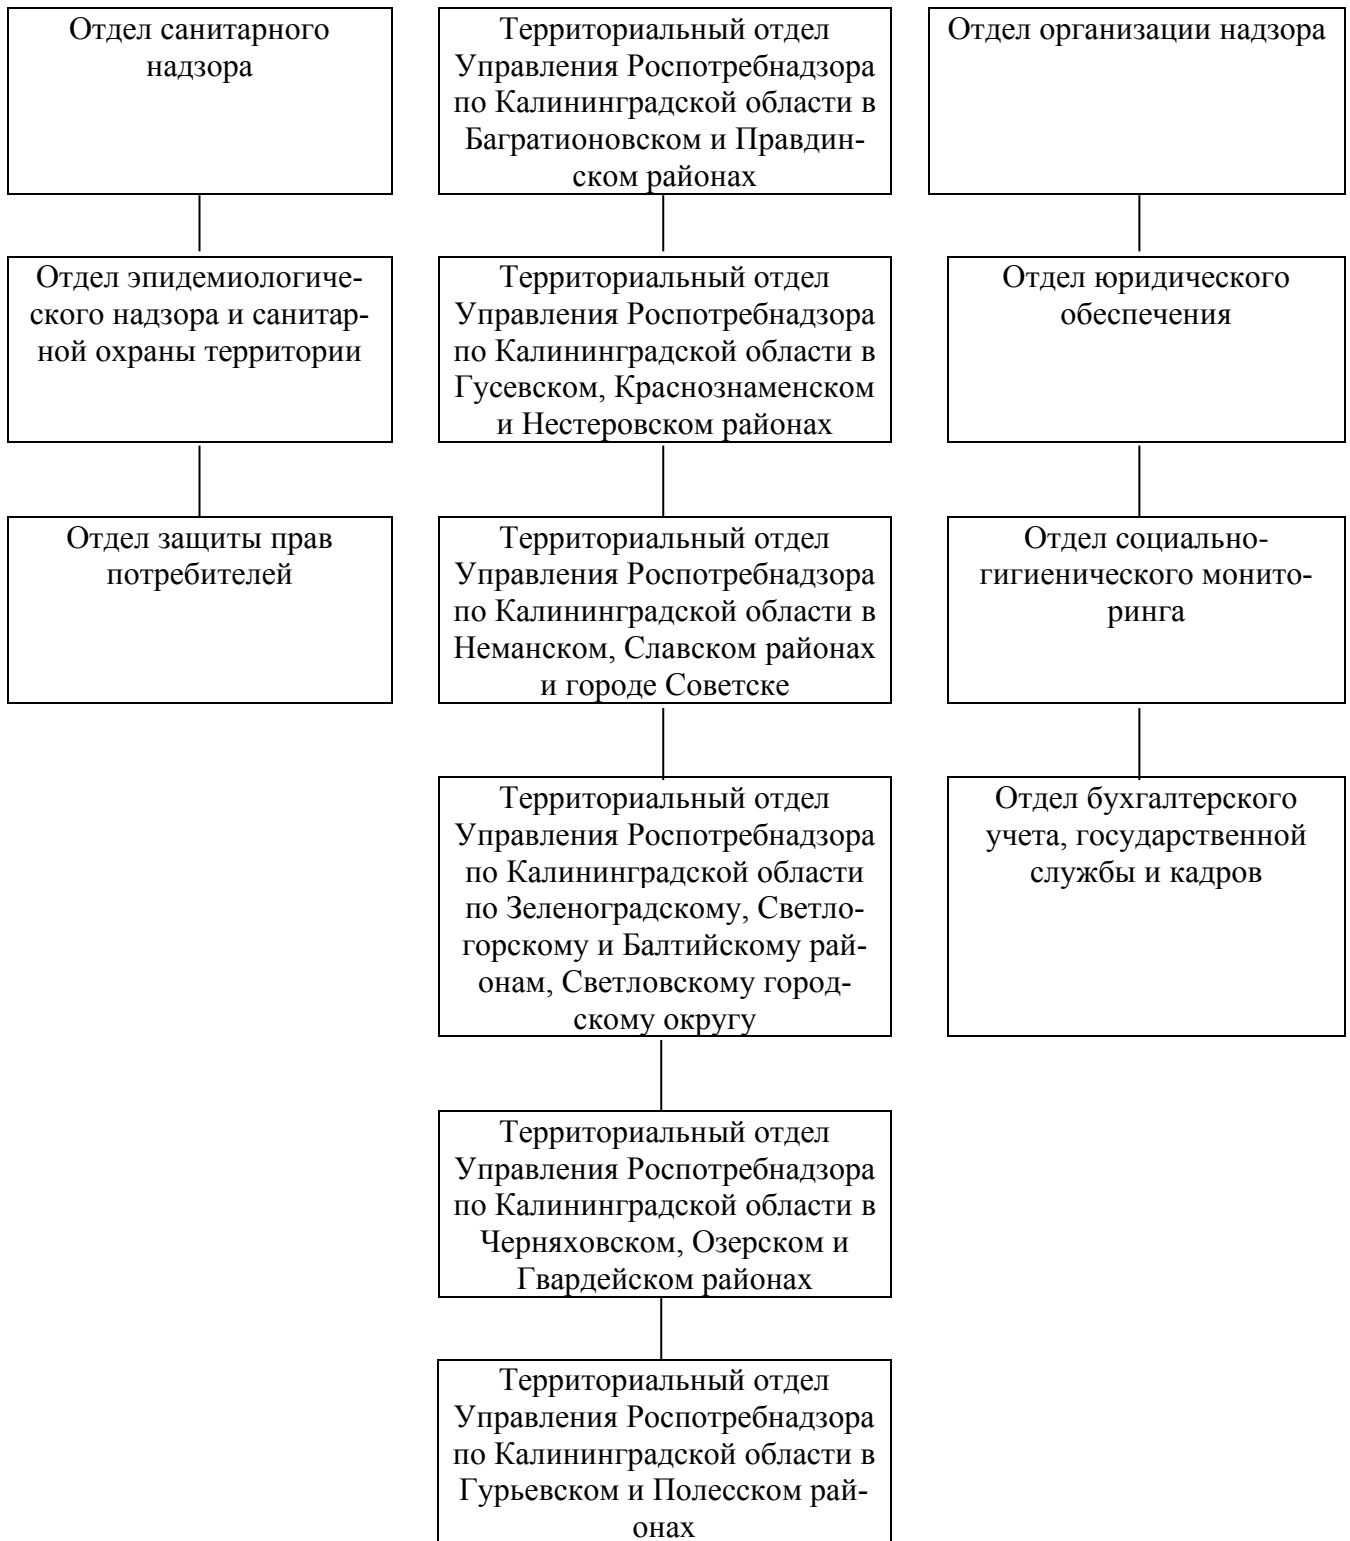 Отдел санитарного
надзора
Территориальный отдел
Управления Роспотребнадзора
по Калининградской области в
Багратионовском и Правдин-
ском районах
Отдел организации надзора
Отдел эпидемиологиче-
ского надзора и санитар-
ной охраны территории
Территориальный отдел
Управления Роспотребнадзора
по Калининградской области в
Гусевском, Краснознаменском
и Нестеровском районах
Отдел юридического
обеспечения
Отдел защиты прав
потребителей
Территориальный отдел
Управления Роспотребнадзора
по Калининградской области в
Неманском, Славском районах
и городе Советске
Отдел социально-
гигиенического монито-
ринга
Территориальный отдел
Управления Роспотребнадзора
по Калининградской области
по Зеленоградскому, Светло-
горскому и Балтийскому рай-
онам, Светловскому город-
скому округу
Отдел бухгалтерского
учета, государственной
службы и кадров
Территориальный отдел
Управления Роспотребнадзора
по Калининградской области в
Черняховском, Озерском и
Гвардейском районах
Территориальный отдел
Управления Роспотребнадзора
по Калининградской области в
Гурьевском и Полесском рай-
онах